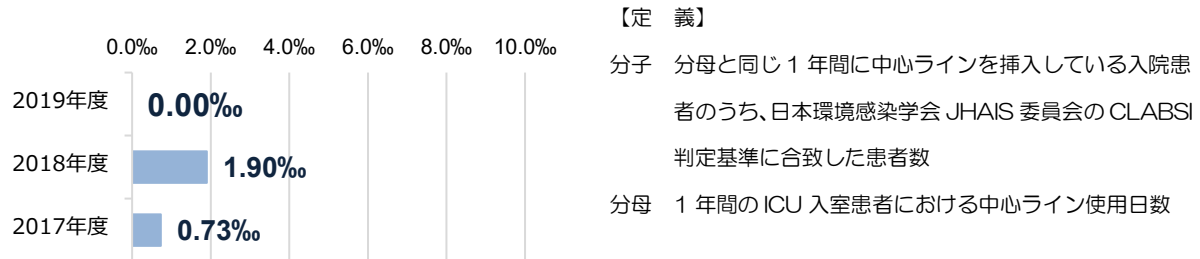 0.0‰ 2.0‰ 4.0‰ 6.0‰ 8.0‰ 10.0‰
2019年度 0.00‰
2018年度 1.90‰
2017年度 0.73‰
【定　義】
分子　分母と同じ 1 年間に中心ラインを挿入している入院患
者のうち、日本環境感染学会 JHAIS 委員会の CLABSI
判定基準に合致した患者数
分母　1 年間の ICU 入室患者における中心ライン使用日数